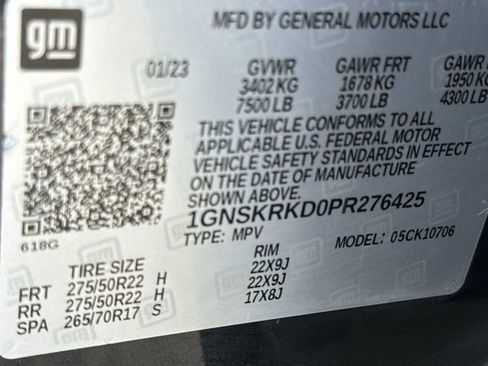 gm
MFD BY GENERAL MOTORS LLC
01/23 GVWR GAWR FRT GAWR
3402 KG 1678 KG 1950 KG
7500 LB 3700 LB 4300 LB
THIS VEHICLE CONFORMS TO ALL
APPLICABLE U.S. FEDERAL MOTOR
VEHICLE SAFETY STANDARDS IN EFFECT
ON THE DATE OF MANUFACTURE
SHOWN ABOVE.
1GNSKRKD0PR276425
618G
TYPE: MPV MODEL: 05CK10706
TIRE SIZE RIM
FRT 275/50R22 H 22X9J
RR 275/50R22 H 22X9J
SPA 265/70R17 S 17X8J